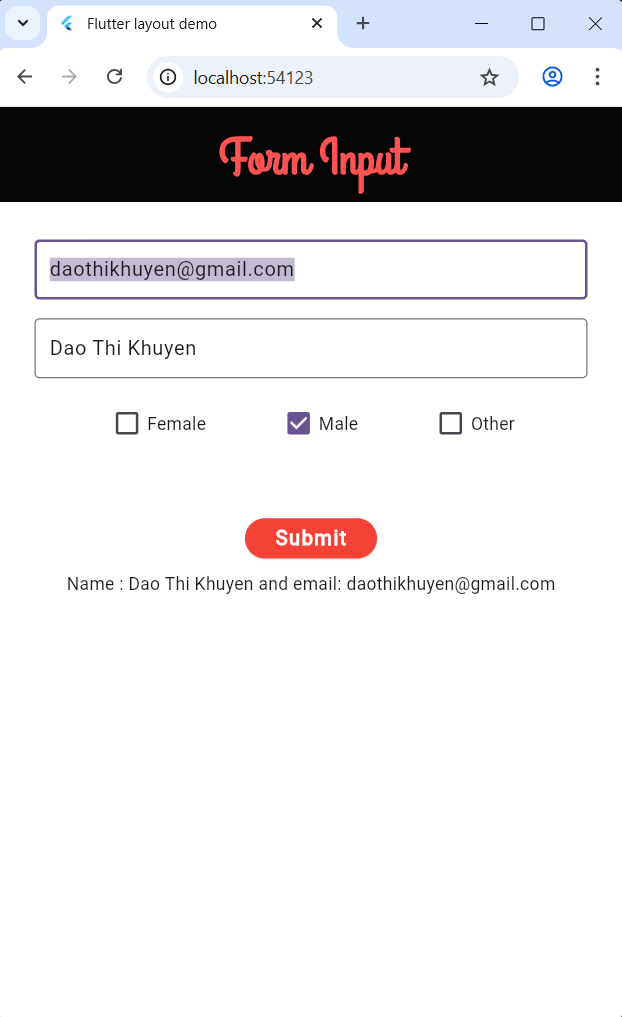 Flutter layout demo
localhost:54123
Form Input
daothikhuyen@gmail.com
Dao Thi Khuyen
Female Male Other
Submit
Name : Dao Thi Khuyen and email: daothikhuyen@gmail.com